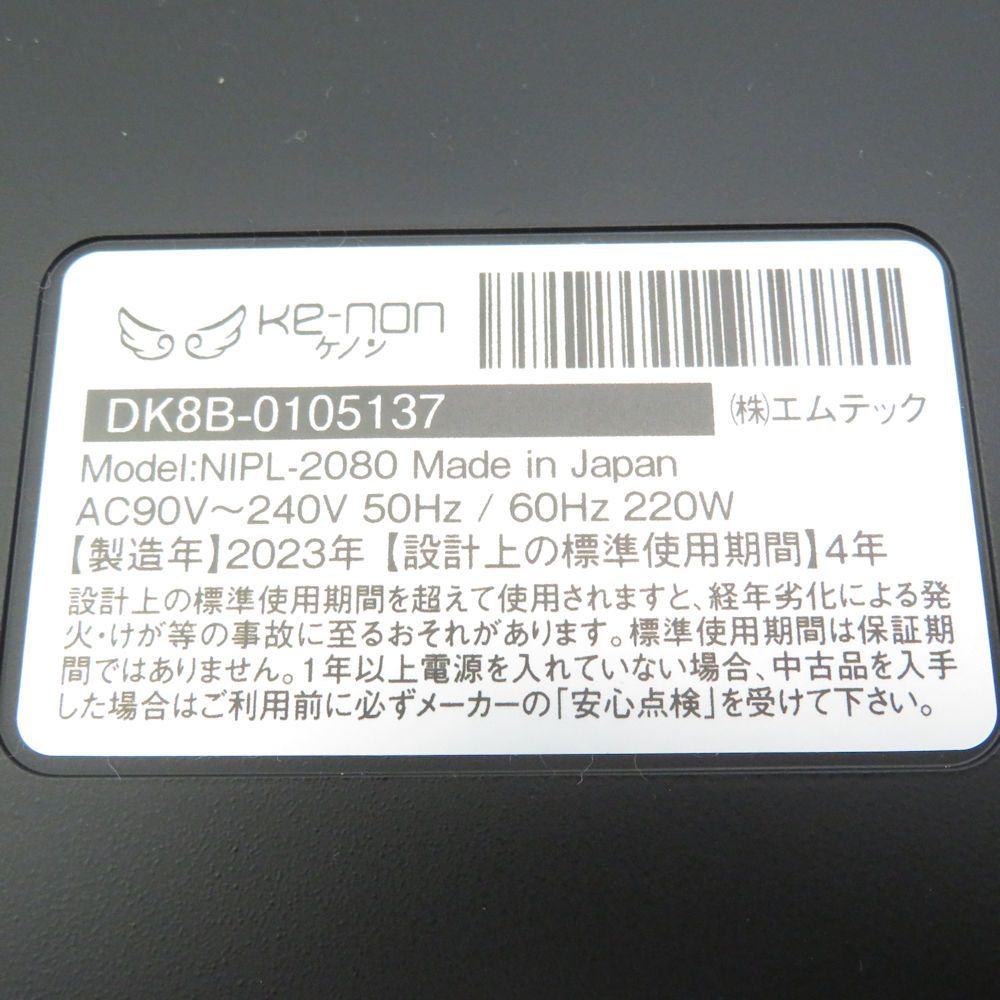 Ke-non
ケノン
DK8B-0105137
㈱エムテック
Model:NIPL-2080 Made in Japan
AC90V～240V 50Hz / 60Hz 220W
【製造年】2023年【設計上の標準使用期間】4年
設計上の標準使用期間を超えて使用されますと、経年劣化による発
火・けが等の事故に至るおそれがあります。標準使用期間は保証期
間ではありません。1年以上電源を入れていない場合、中古品を入手
した場合はご利用前に必ずメーカーの「安心点検」を受けて下さい。